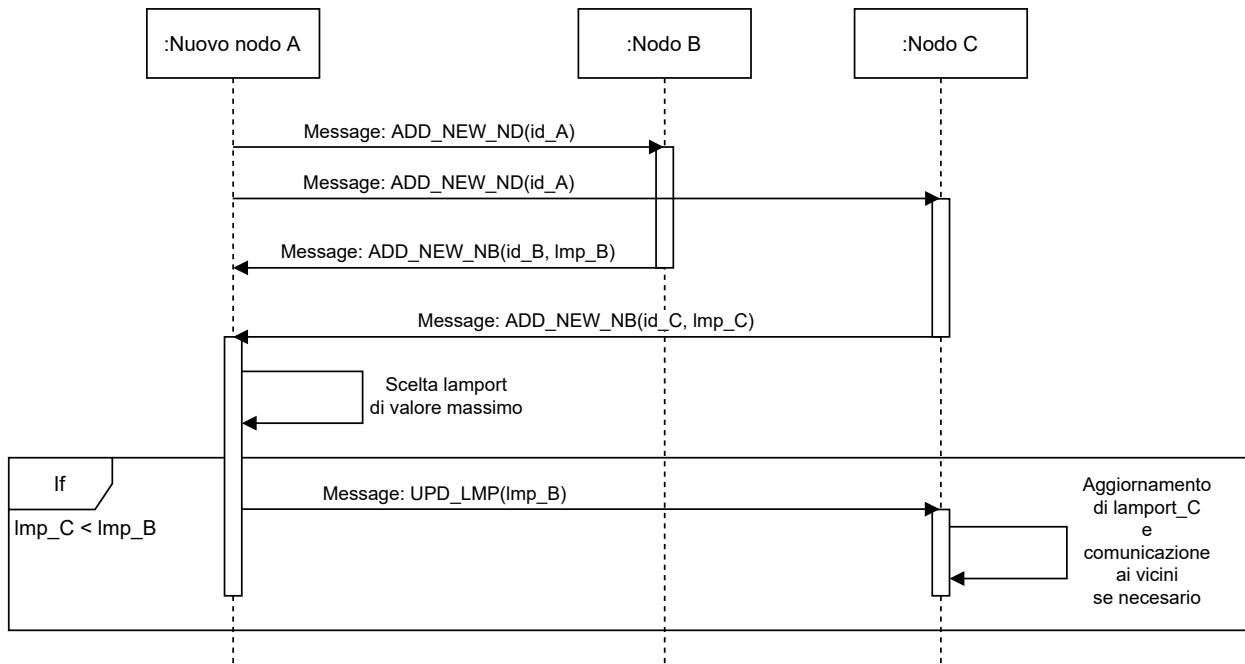 :Nuovo nodo A
:Nodo B
:Nodo C
Message: ADD_NEW_ND(id_A)
Message: ADD_NEW_ND(id_A)
Message: ADD_NEW_NB(id_B, lmp_B)
Message: ADD_NEW_NB(id_C, lmp_C)
Scelta lamport
di valore massimo
If
lmp_C < lmp_B
Message: UPD_LMP(lmp_B)
Aggiornamento
di lamport_C
e
comunicazione
ai vicini
se necesario